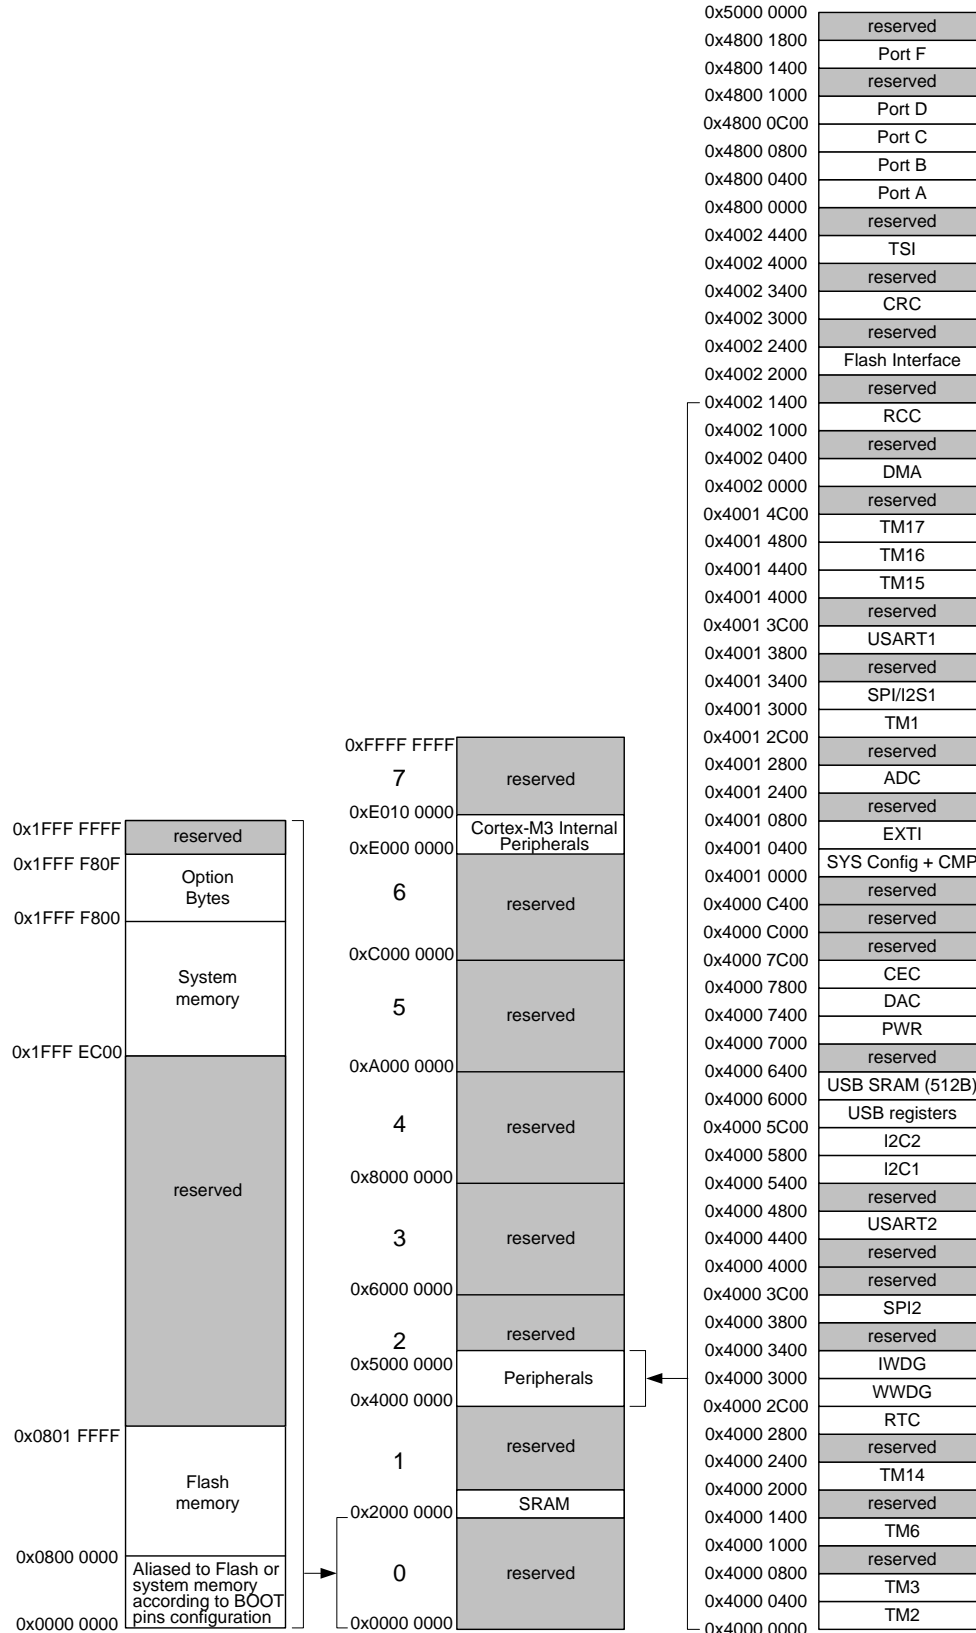 0x1FFF FFFF
reserved
0x1FFF F80F
Option
Bytes
0x1FFF F800
System
memory
0x1FFF EC00
reserved
0x0801 FFFF
Flash
memory
0x0800 0000
Aliased to Flash or
system memory
according to BOOT
pins configuration
0x0000 0000
0xFFFF FFFF
7
reserved
0xE010 0000
Cortex-M3 Internal
Peripherals
0xE000 0000
6
reserved
0xC000 0000
5
reserved
0xA000 0000
4
reserved
0x8000 0000
3
reserved
0x6000 0000
2
reserved
0x5000 0000
Peripherals
0x4000 0000
1
reserved
SRAM
0x2000 0000
0
reserved
0x0000 0000
0x5000 0000
reserved
0x4800 1800
Port F
0x4800 1400
reserved
0x4800 1000
Port D
0x4800 0C00
Port C
0x4800 0800
Port B
0x4800 0400
Port A
0x4800 0000
reserved
0x4002 4400
TSI
0x4002 4000
reserved
0x4002 3400
CRC
0x4002 3000
reserved
0x4002 2400
Flash Interface
0x4002 2000
reserved
0x4002 1400
RCC
0x4002 1000
reserved
0x4002 0400
DMA
0x4002 0000
reserved
0x4001 4C00
TM17
0x4001 4800
TM16
0x4001 4400
TM15
0x4001 4000
reserved
0x4001 3C00
USART1
0x4001 3800
reserved
0x4001 3400
SPI/I2S1
0x4001 3000
TM1
0x4001 2C00
reserved
0x4001 2800
ADC
0x4001 2400
reserved
0x4001 0800
EXTI
0x4001 0400
SYS Config + CMP
0x4001 0000
reserved
0x4000 C400
reserved
0x4000 C000
reserved
0x4000 7C00
CEC
0x4000 7800
DAC
0x4000 7400
PWR
0x4000 7000
reserved
0x4000 6400
USB SRAM (512B)
0x4000 6000
USB registers
0x4000 5C00
I2C2
0x4000 5800
I2C1
0x4000 5400
reserved
0x4000 4800
USART2
0x4000 4400
reserved
0x4000 4000
reserved
0x4000 3C00
SPI2
0x4000 3800
reserved
0x4000 3400
IWDG
0x4000 3000
WWDG
0x4000 2C00
RTC
0x4000 2800
reserved
0x4000 2400
TM14
0x4000 2000
reserved
0x4000 1400
TM6
0x4000 1000
reserved
0x4000 0800
TM3
0x4000 0400
TM2
0x4000 0000